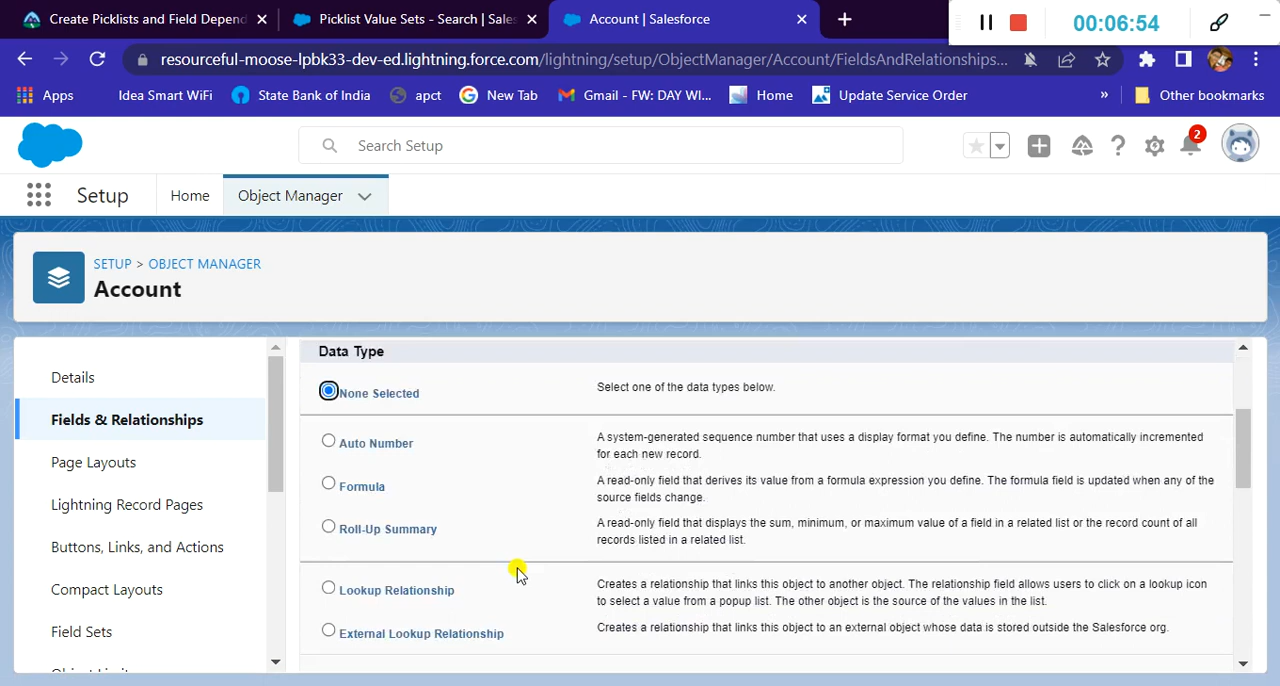 Create Picklists and Field Depend
Picklist Value Sets - Search | Sales
Account | Salesforce
00:06:54
resourceful-moose-lpbk33-dev-ed.lightning.force.com/lightning/setup/ObjectManager/Account/FieldsAndRelationships...
Apps
Idea Smart WiFi
State Bank of India
apct
New Tab
Gmail - FW: DAY WI...
Home
Update Service Order
»
Other bookmarks
Search Setup
2
Setup
Home
Object Manager
SETUP > OBJECT MANAGER
Account
Details
Fields & Relationships
Page Layouts
Lightning Record Pages
Buttons, Links, and Actions
Compact Layouts
Field Sets
Data Type
None Selected
Select one of the data types below.
Auto Number
A system-generated sequence number that uses a display format you define. The number is automatically incremented
for each new record.
Formula
A read-only field that derives its value from a formula expression you define. The formula field is updated when any of the
source fields change.
Roll-Up Summary
A read-only field that displays the sum, minimum, or maximum value of a field in a related list or the record count of all
records listed in a related list.
Lookup Relationship
Creates a relationship that links this object to another object. The relationship field allows users to click on a lookup icon
to select a value from a popup list. The other object is the source of the values in the list.
External Lookup Relationship
Creates a relationship that links this object to an external object whose data is stored outside the Salesforce org.